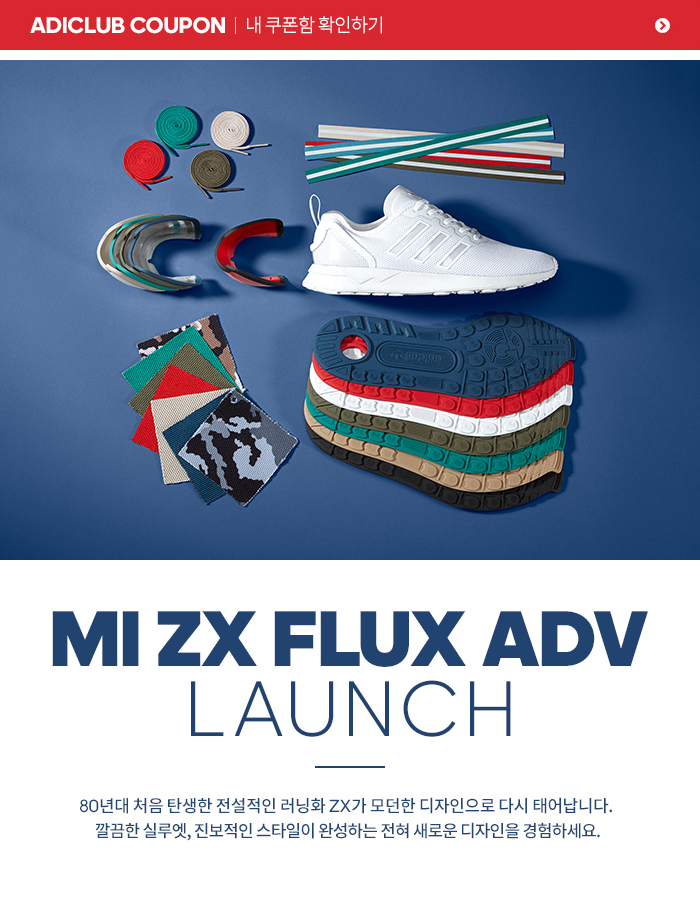 ADICLUB COUPON | 내 쿠폰함 확인하기
adidas
MI ZX FLUX ADV
LAUNCH
80년대 처음 탄생한 전설적인 러닝화 ZX가 모던한 디자인으로 다시 태어납니다.
깔끔한 실루엣, 진보적인 스타일이 완성하는 전혀 새로운 디자인을 경험하세요.